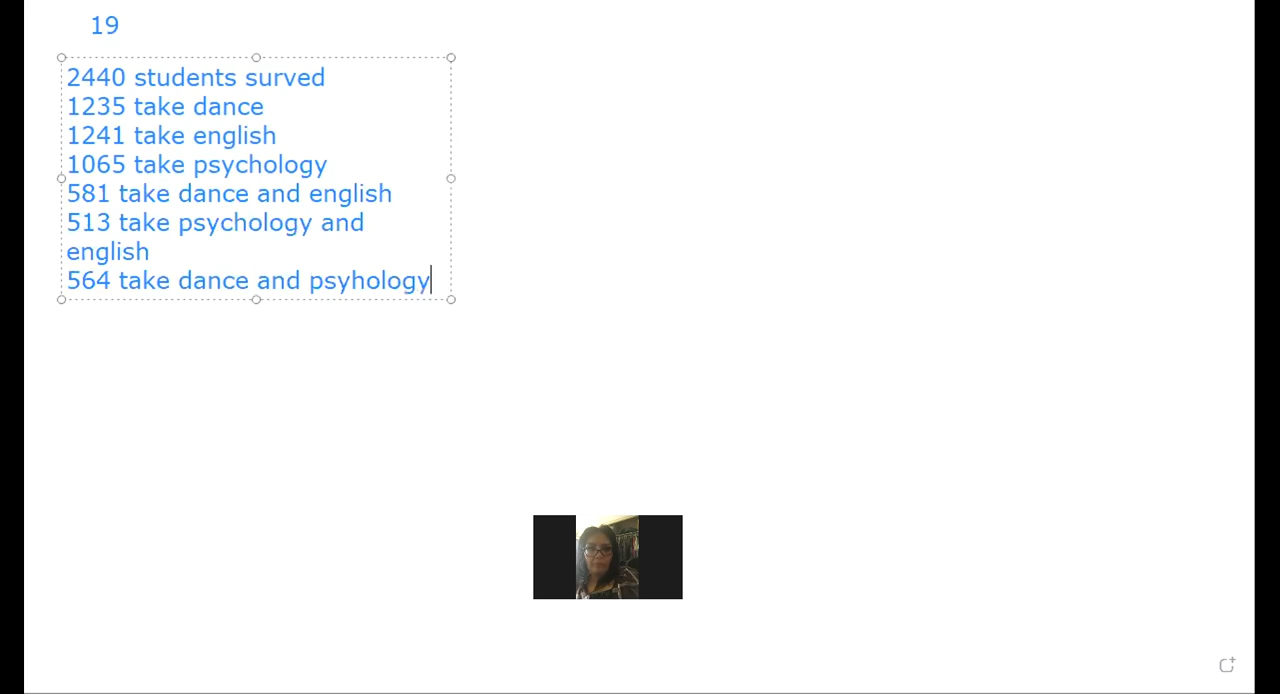 19
2440 students surved
1235 take dance
1241 take english
1065 take psychology
581 take dance and english
513 take psychology and
english
564 take dance and psyhology